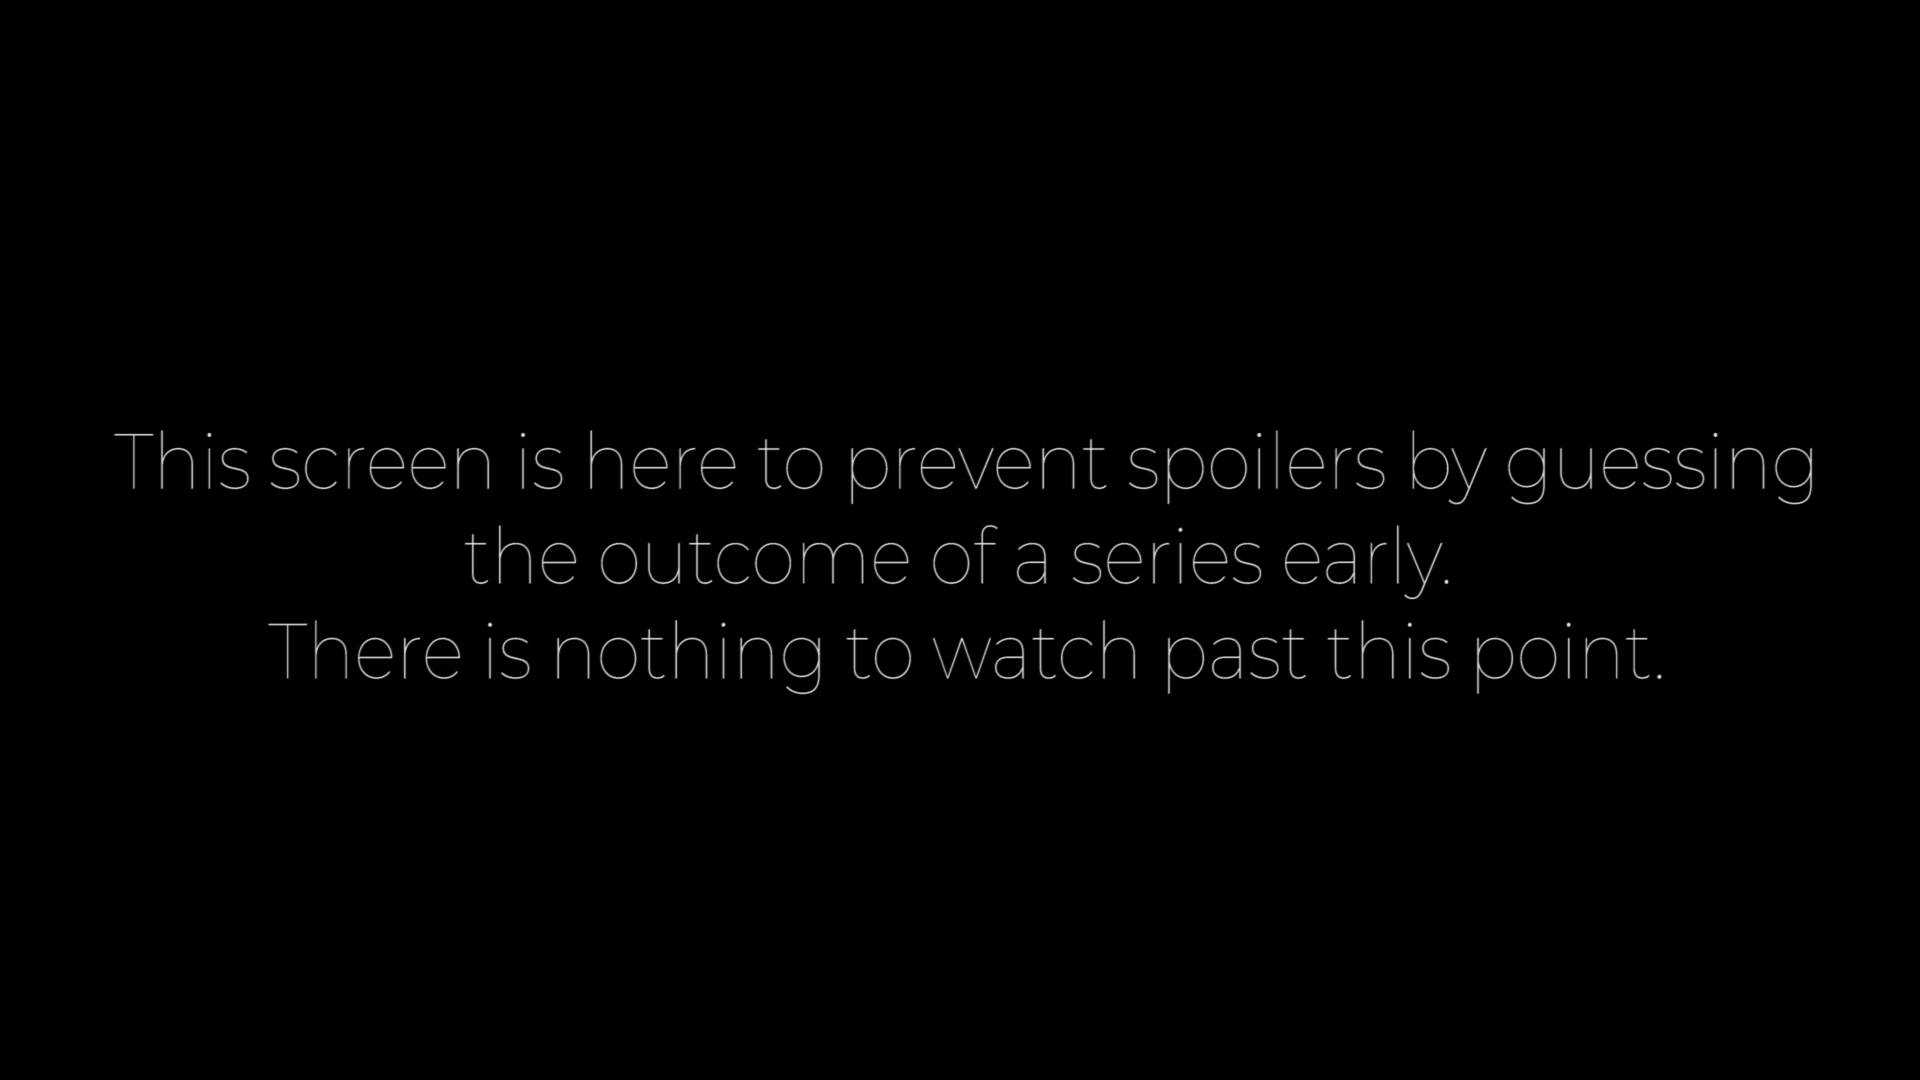 This screen is here to prevent spoilers by guessing
the outcome of a series early.
There is nothing to watch past this point.